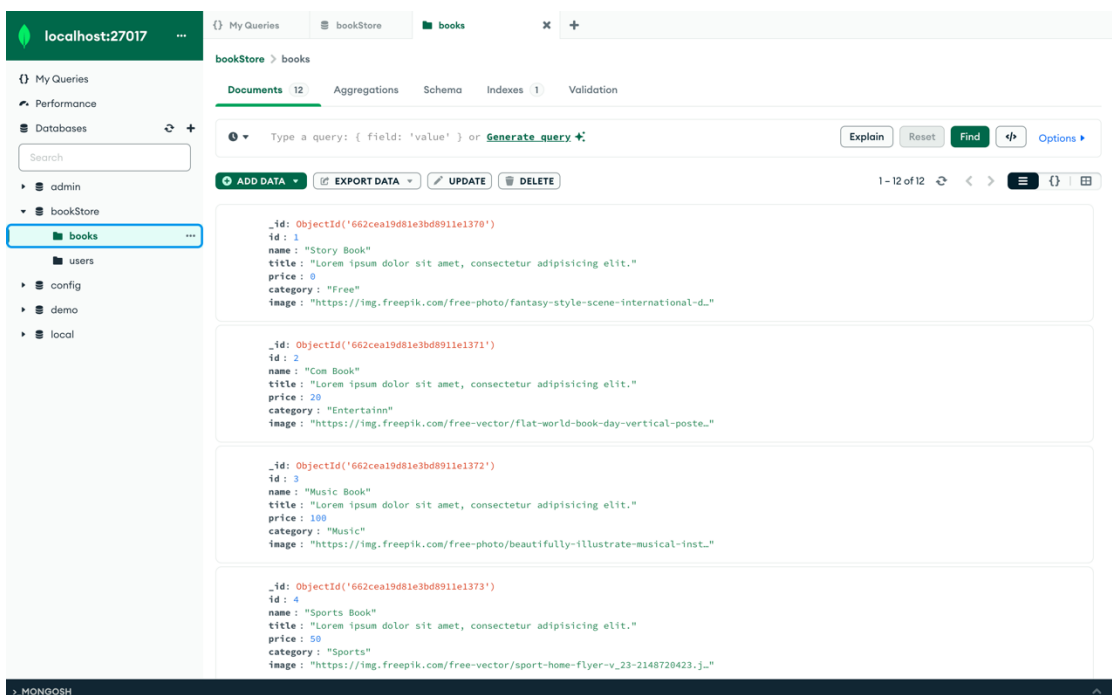 localhost:27017 ...
{} My Queries
Performance
Databases
Search
admin
bookStore
books ...
users
config
demo
local
{} My Queries bookStore books
bookStore > books
Documents 12 Aggregations Schema Indexes 1 Validation
Type a query: { field: 'value' } or Generate query
Explain Reset Find </> Options
ADD DATA EXPORT DATA UPDATE DELETE
1 – 12 of 12 {}
_id: ObjectId('662cea19d81e3bd8911e1370')
id : 1
name : "Story Book"
title : "Lorem ipsum dolor sit amet, consectetur adipisicing elit."
price : 0
category : "Free"
image : "https://img.freepik.com/free-photo/fantasy-style-scene-international-d…"
_id: ObjectId('662cea19d81e3bd8911e1371')
id : 2
name : "Com Book"
title : "Lorem ipsum dolor sit amet, consectetur adipisicing elit."
price : 20
category : "Entertainn"
image : "https://img.freepik.com/free-vector/flat-world-book-day-vertical-poste…"
_id: ObjectId('662cea19d81e3bd8911e1372')
id : 3
name : "Music Book"
title : "Lorem ipsum dolor sit amet, consectetur adipisicing elit."
price : 100
category : "Music"
image : "https://img.freepik.com/free-photo/beautifully-illustrate-musical-inst…"
_id: ObjectId('662cea19d81e3bd8911e1373')
id : 4
name : "Sports Book"
title : "Lorem ipsum dolor sit amet, consectetur adipisicing elit."
price : 50
category : "Sports"
image : "https://img.freepik.com/free-vector/sport-home-flyer-v_23-2148720423.j…"
>_MONGOSH